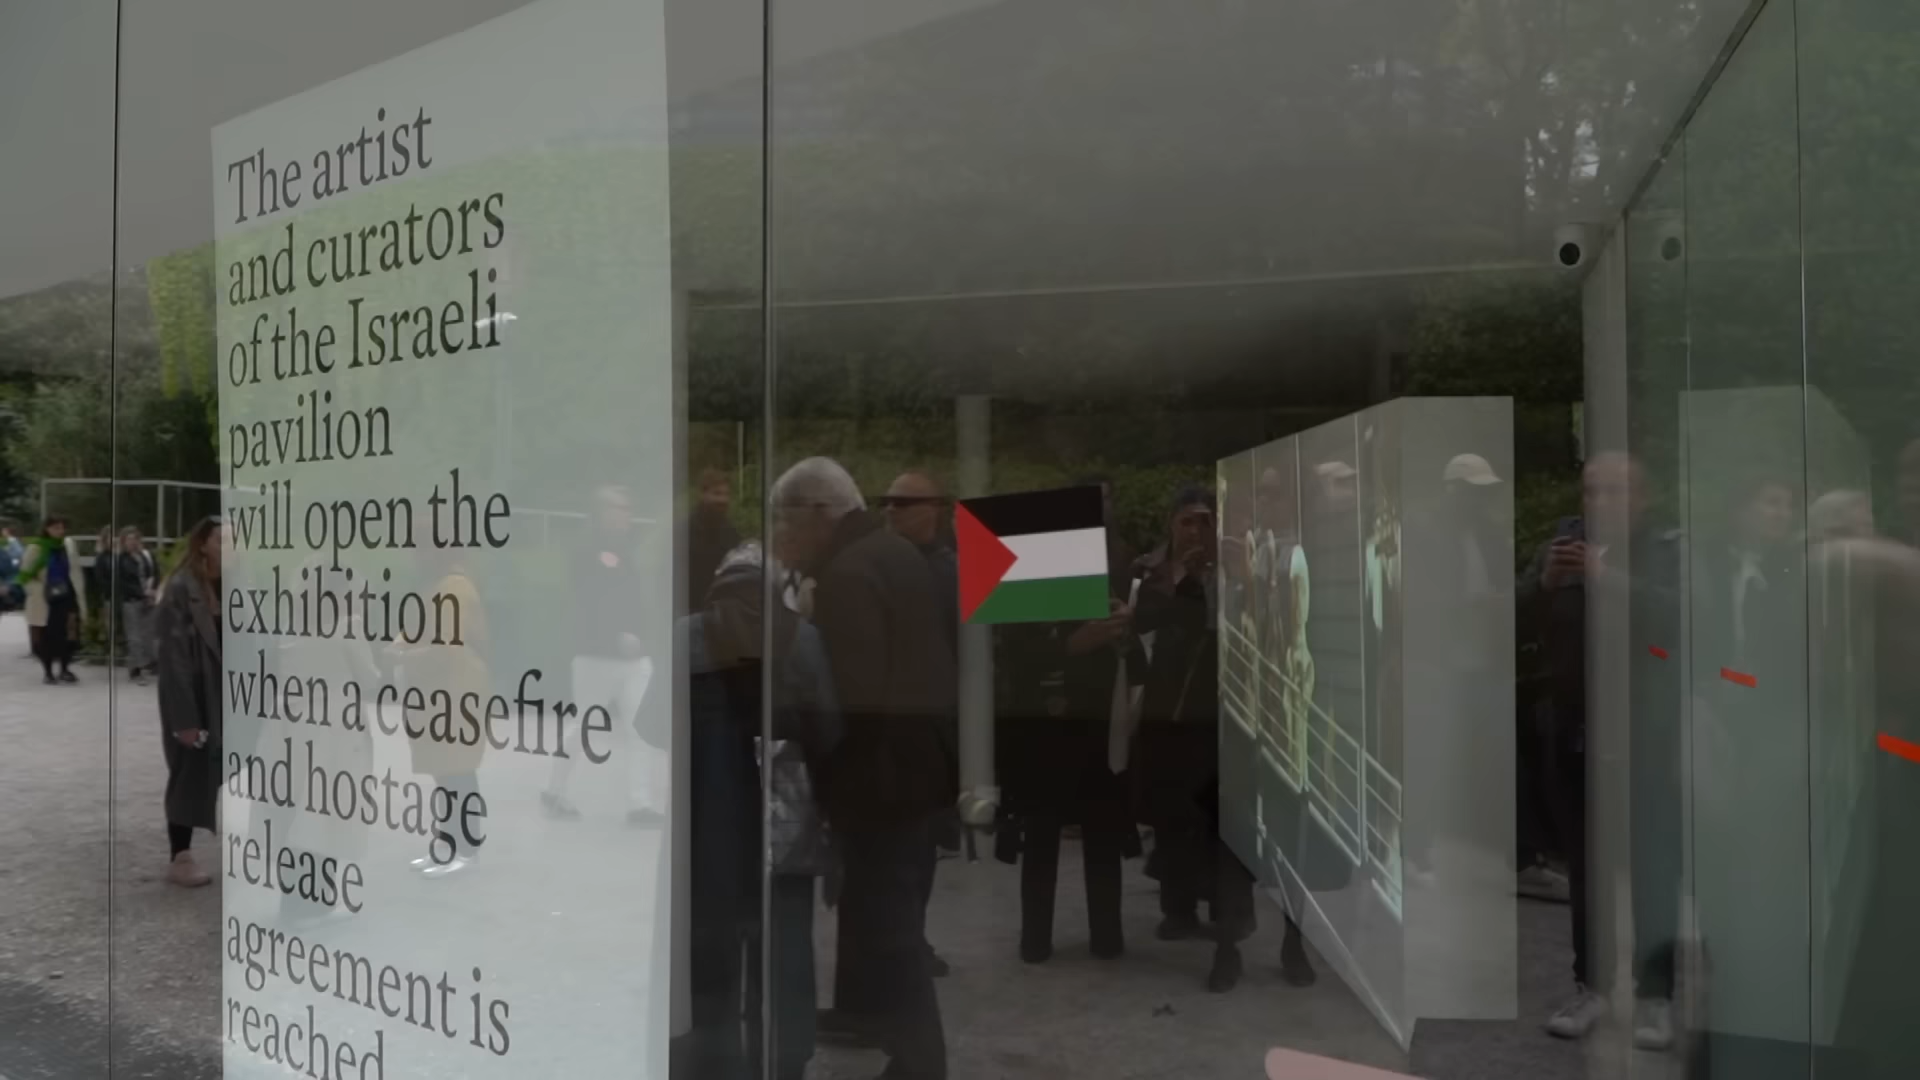 The artist
and curators
of the Israeli
pavilion
will open the
exhibition
when a ceasefire
and hostage
release
agreement is
reached